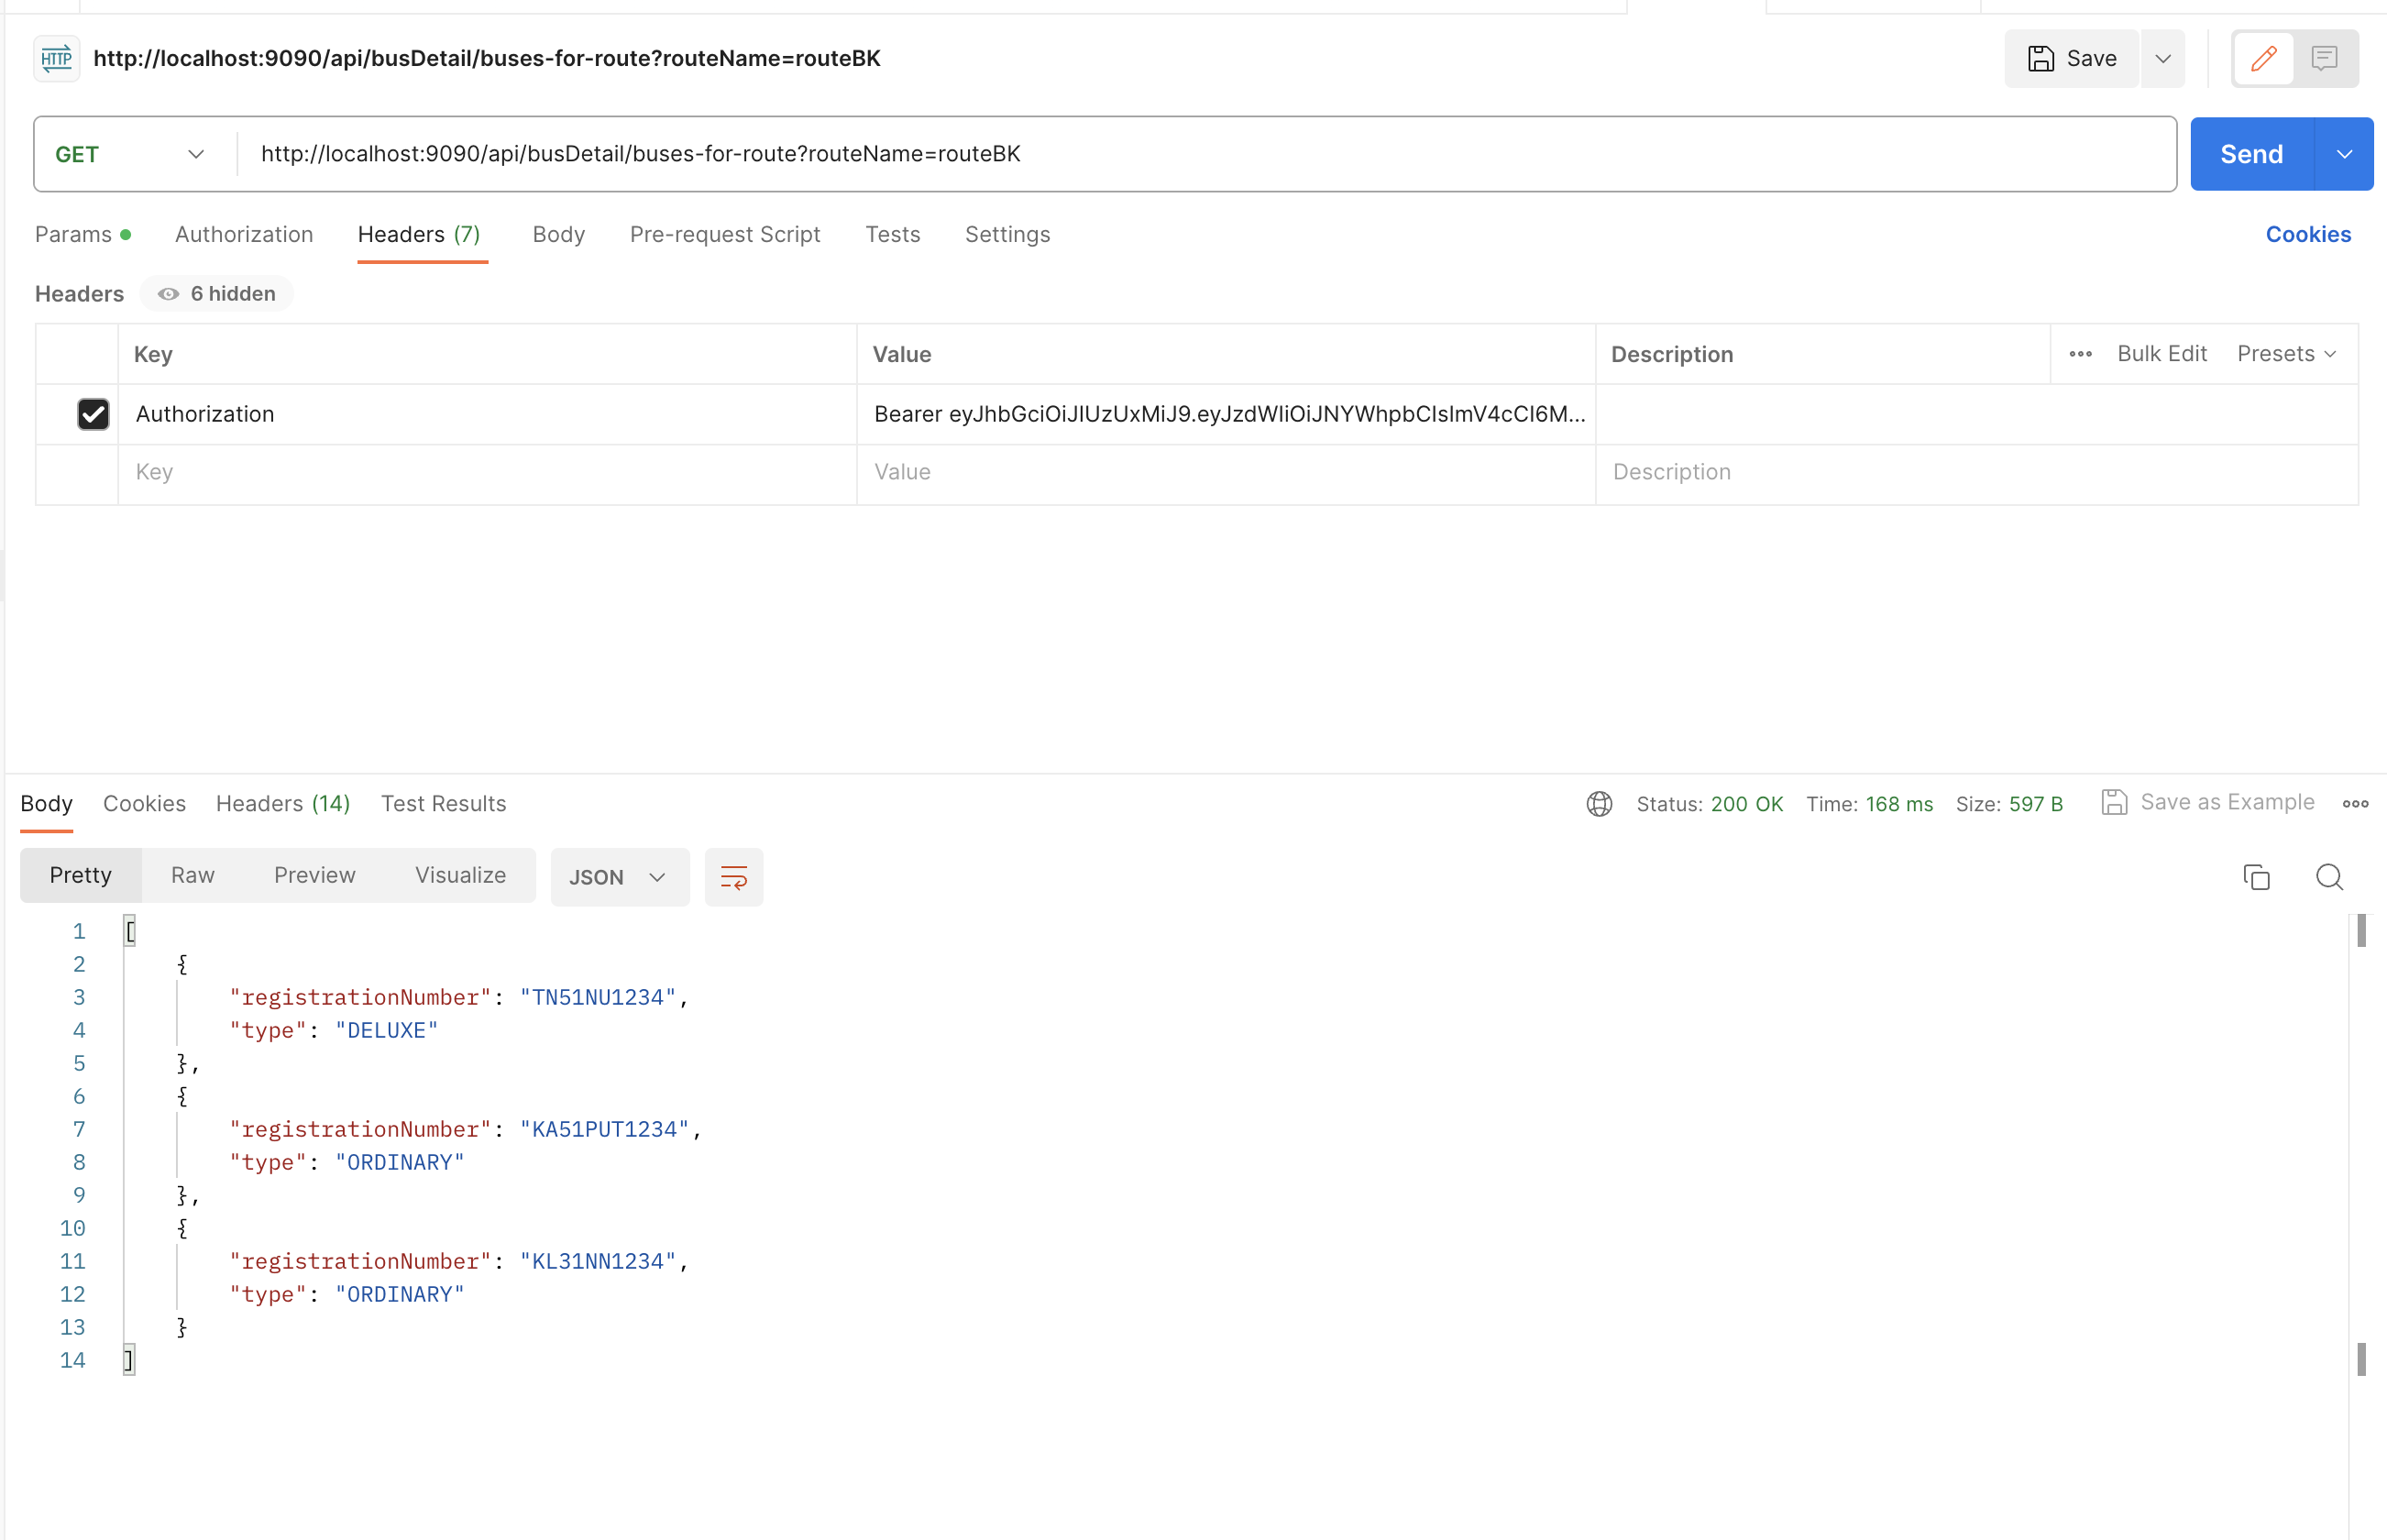 HTTP http://localhost:9090/api/busDetail/buses-for-route?routeName=routeBK Save
GET http://localhost:9090/api/busDetail/buses-for-route?routeName=routeBK Send
Params Authorization Headers (7) Body Pre-request Script Tests Settings Cookies
Headers 6 hidden
Key Value Description Bulk Edit Presets
Authorization Bearer eyJhbGciOiJIUzUxMiJ9.eyJzdWIiOiJNYWhpbCIsImV4cCI6M...
Key Value Description
Body Cookies Headers (14) Test Results Status: 200 OK Time: 168 ms Size: 597 B Save as Example
Pretty Raw Preview Visualize JSON
1 [
2 {
3 "registrationNumber": "TN51NU1234",
4 "type": "DELUXE"
5 },
6 {
7 "registrationNumber": "KA51PUT1234",
8 "type": "ORDINARY"
9 },
10 {
11 "registrationNumber": "KL31NN1234",
12 "type": "ORDINARY"
13 }
14 ]